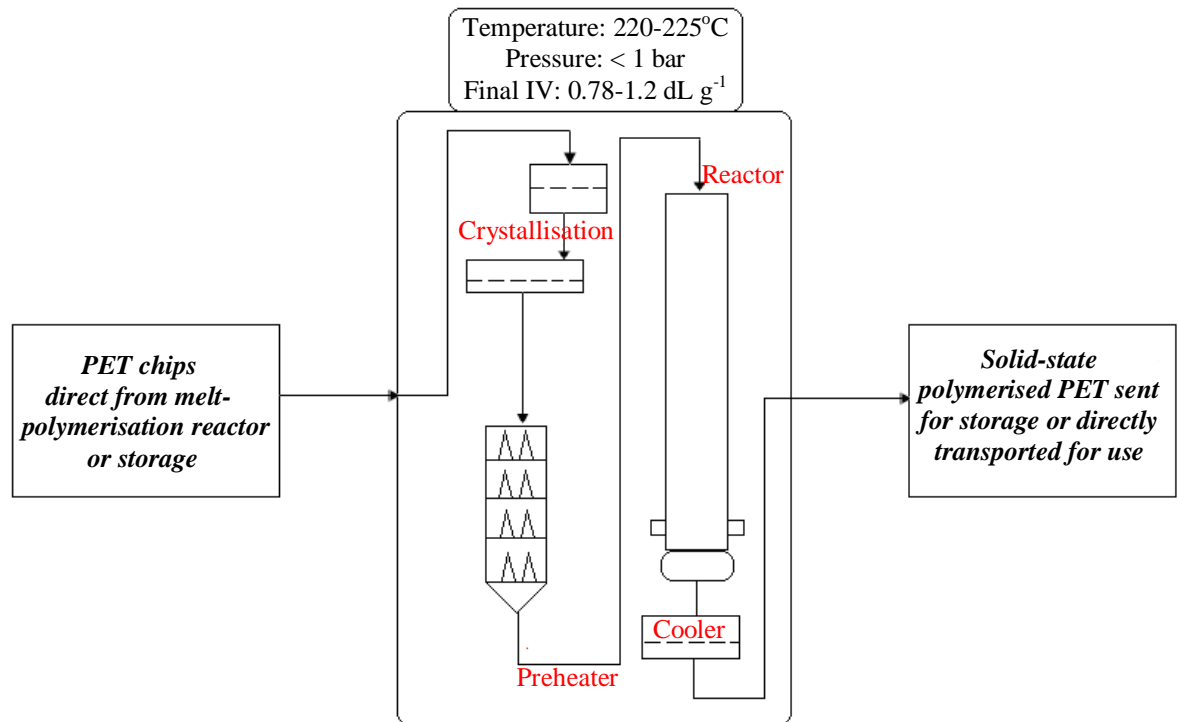 Temperature: 220-225°C
Pressure: < 1 bar
Final IV: 0.78-1.2 dL g⁻¹
Reactor
Crystallisation
PET chips
direct from melt-
polymerisation reactor
or storage
Solid-state
polymerised PET sent
for storage or directly
transported for use
Cooler
Preheater